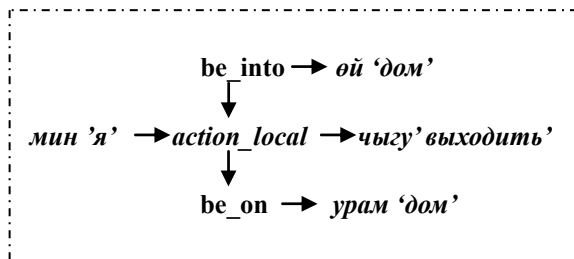 be_into өй ‘дом’
мин ’я’ action_local чыгу’ выходить’
be_on урам ‘дом’